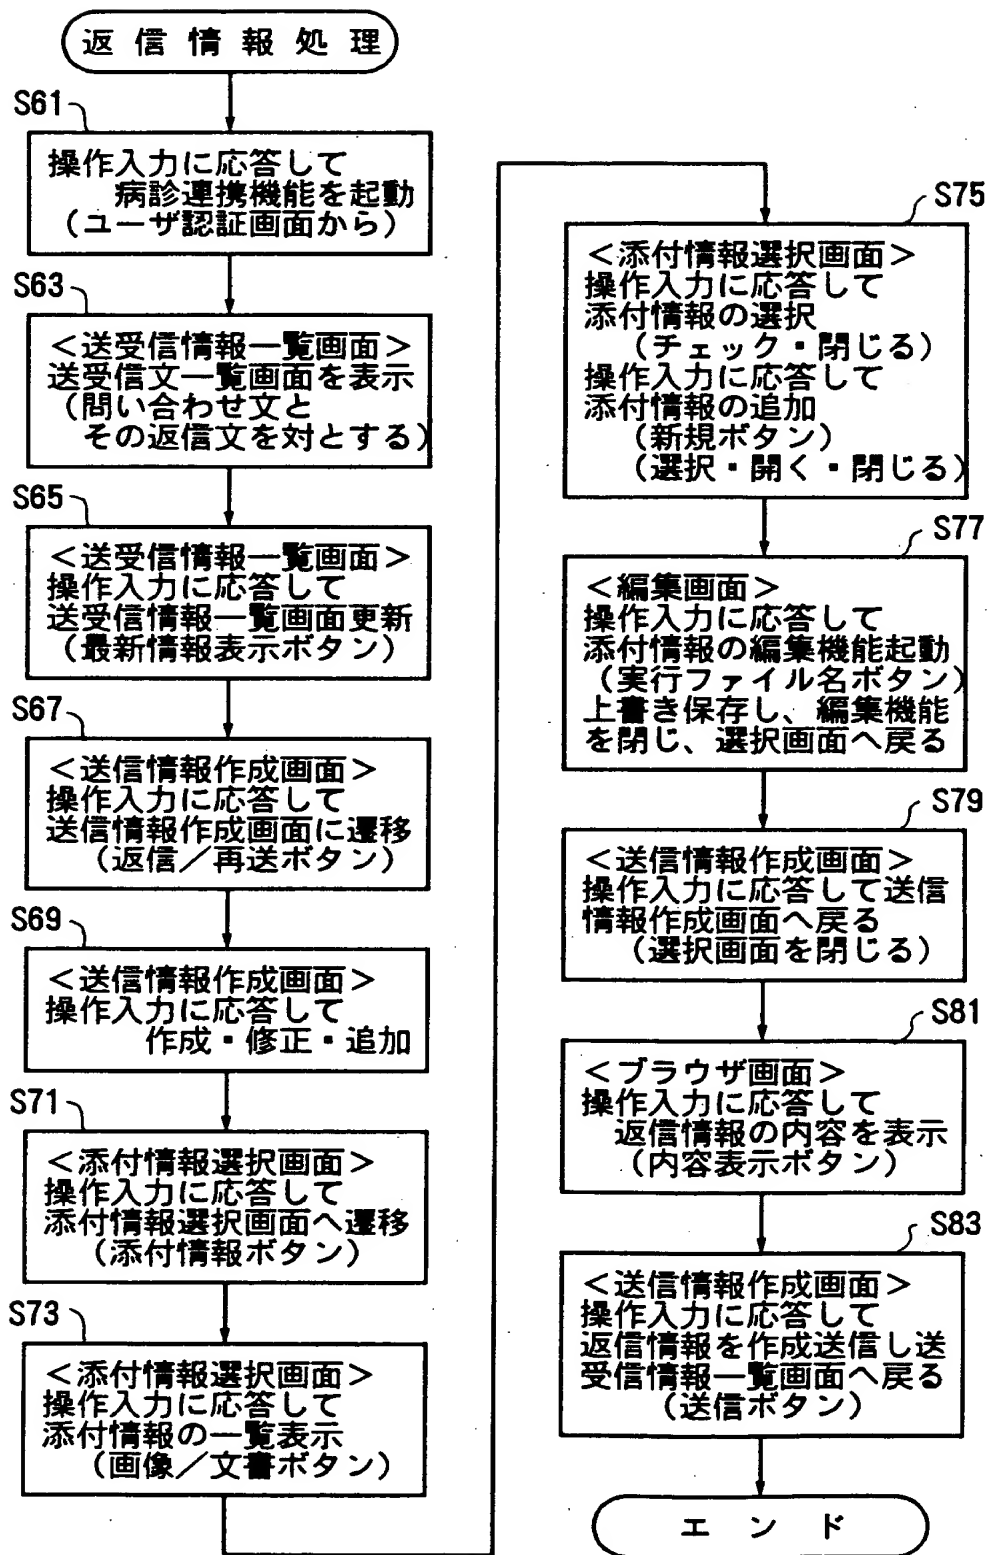 返信情報処理
S61
操作入力に応答して
病診連携機能を起動
(ユーザ認証画面から)
S63
<送受信情報一覧画面>
送受信文一覧画面を表示
(問い合わせ文と
その返信文を対とする)
S65
<送受信情報一覧画面>
操作入力に応答して
送受信情報一覧画面更新
(最新情報表示ボタン)
S67
<送信情報作成画面>
操作入力に応答して
送信情報作成画面に遷移
(返信/再送ボタン)
S69
<送信情報作成画面>
操作入力に応答して
作成・修正・追加
S71
<添付情報選択画面>
操作入力に応答して
添付情報選択画面へ遷移
(添付情報ボタン)
S73
<添付情報選択画面>
操作入力に応答して
添付情報の一覧表示
(画像/文書ボタン)
S75
<添付情報選択画面>
操作入力に応答して
添付情報の選択
(チェック・閉じる)
操作入力に応答して
添付情報の追加
(新規ボタン)
(選択・開く・閉じる)
S77
<編集画面>
操作入力に応答して
添付情報の編集機能起動
(実行ファイル名ボタン)
上書き保存し、編集機能
を閉じ、選択画面へ戻る
S79
<送信情報作成画面>
操作入力に応答して送信
情報作成画面へ戻る
(選択画面を閉じる)
S81
<ブラウザ画面>
操作入力に応答して
返信情報の内容を表示
(内容表示ボタン)
S83
<送信情報作成画面>
操作入力に応答して
返信情報を作成送信し送
受信情報一覧画面へ戻る
(送信ボタン)
エンド